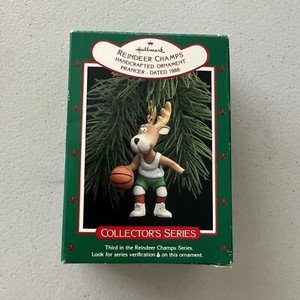 Hallmark
REINDEER CHAMPS
HANDCRAFTED ORNAMENT
PRANCER - DATED 1988
COLLECTOR'S SERIES
Third in the Reindeer Champs Series.
Look for series verification on this ornament.